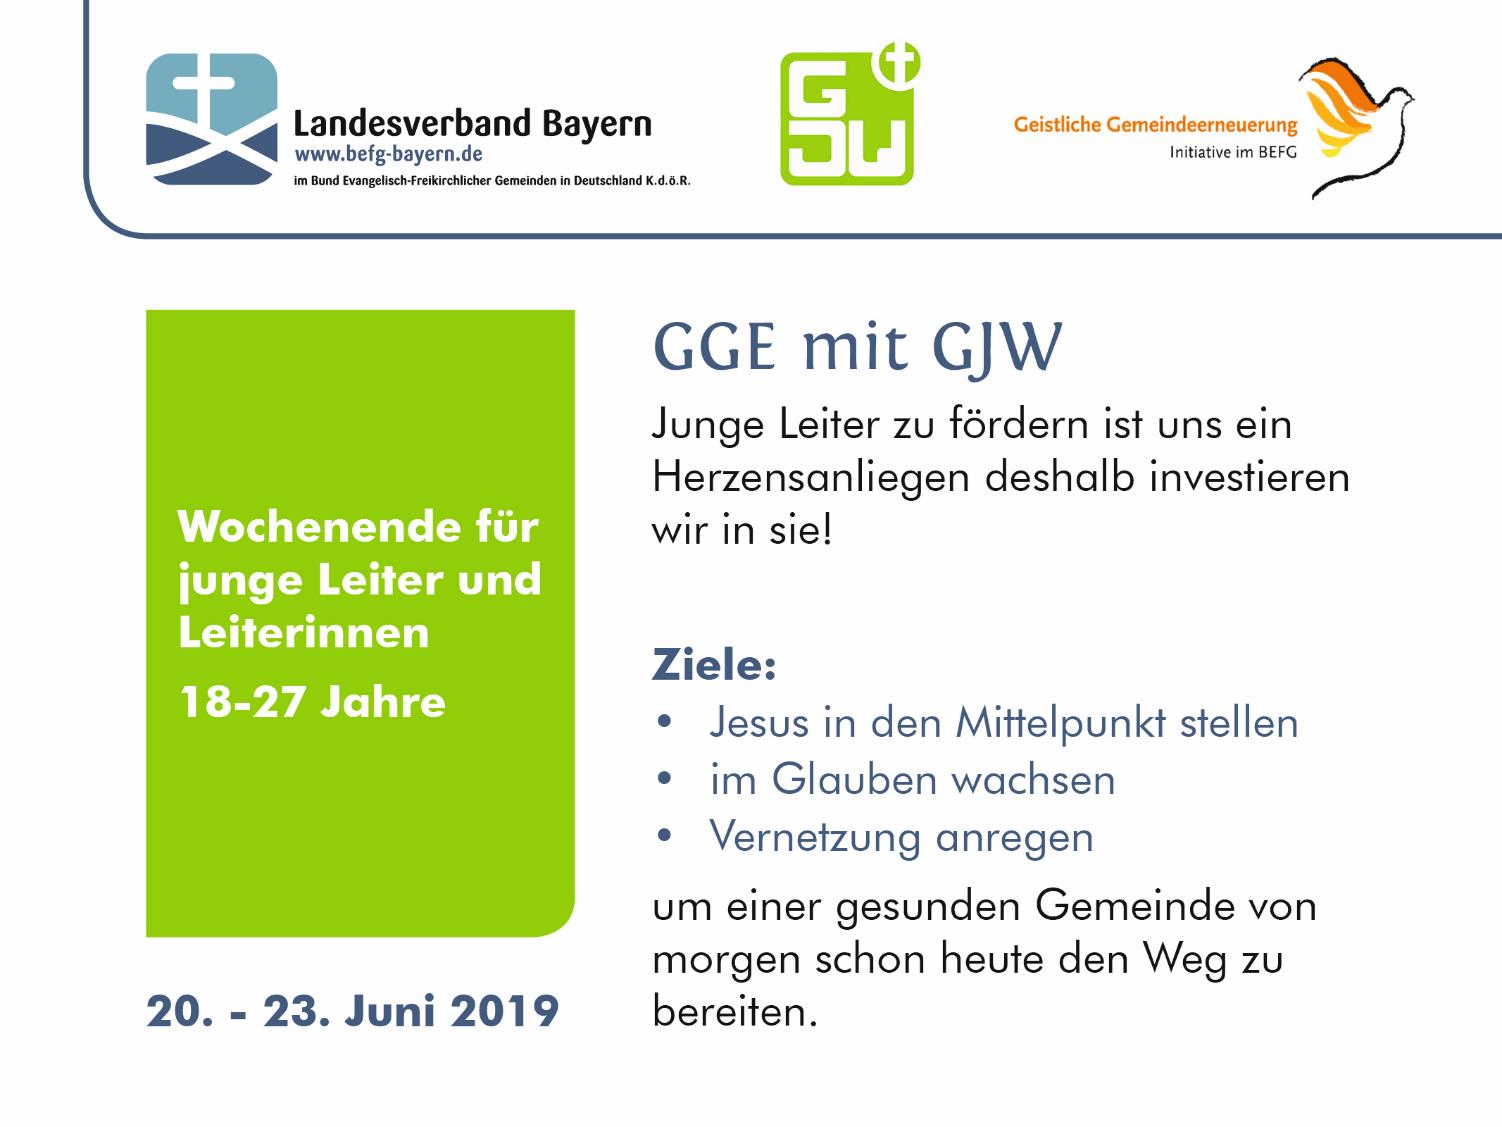 Landesverband Bayern
www.befg-bayern.de
im Bund Evangelisch-Freikirchlicher Gemeinden in Deutschland K.d.ö.R.
GJW
Geistliche Gemeindeerneuerung
Initiative im BEFG
Wochenende für
junge Leiter und
Leiterinnen
18-27 Jahre
20. - 23. Juni 2019
GGE mit GJW
Junge Leiter zu fördern ist uns ein
Herzensanliegen deshalb investieren
wir in sie!
Ziele:
• Jesus in den Mittelpunkt stellen
• im Glauben wachsen
• Vernetzung anregen
um einer gesunden Gemeinde von
morgen schon heute den Weg zu
bereiten.